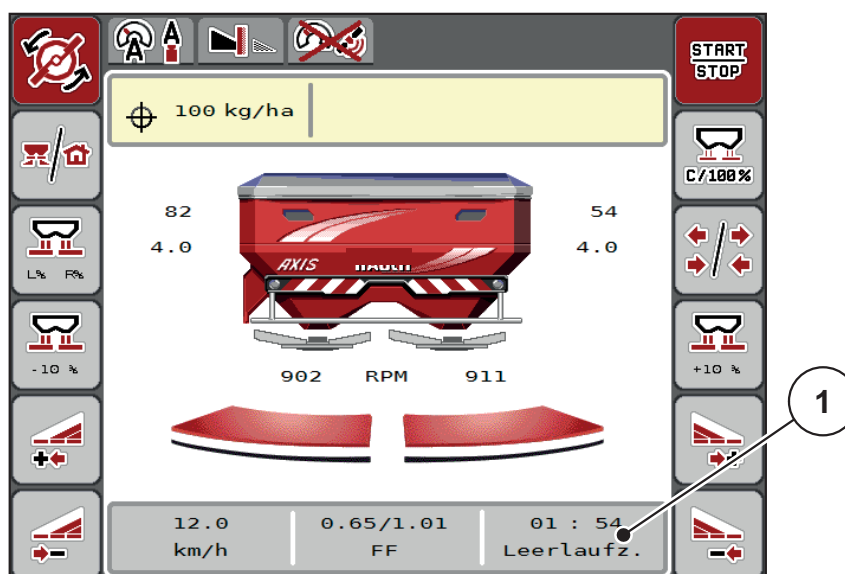 A A
START
STOP
100 kg/ha
C/100%
82 54
4.0 4.0
AXIS RAUCH
L% R%
-10 % +10 %
902 RPM 911
1
12.0 0.65/1.01 01 : 54
km/h FF Leerlaufz.